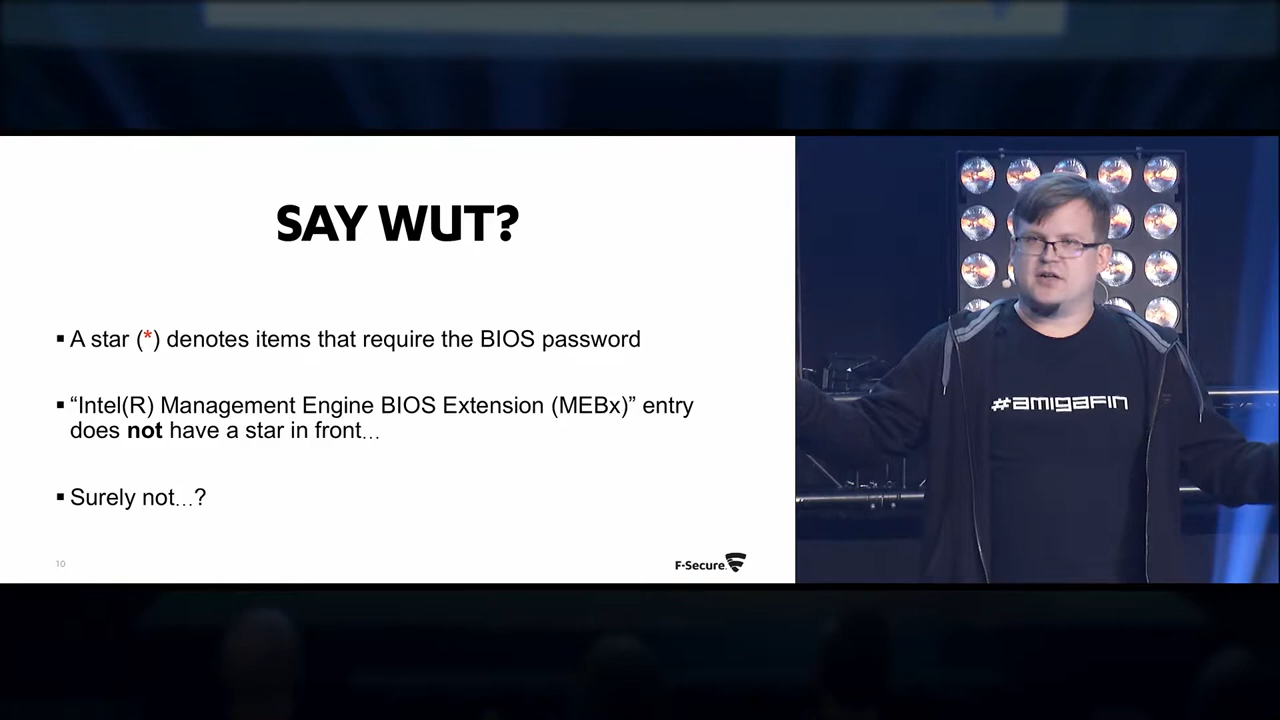 SAY WUT?
▪ A star (*) denotes items that require the BIOS password
▪ “Intel(R) Management Engine BIOS Extension (MEBx)” entry
does not have a star in front…
▪ Surely not…?
10
F-Secure.
#amigafin